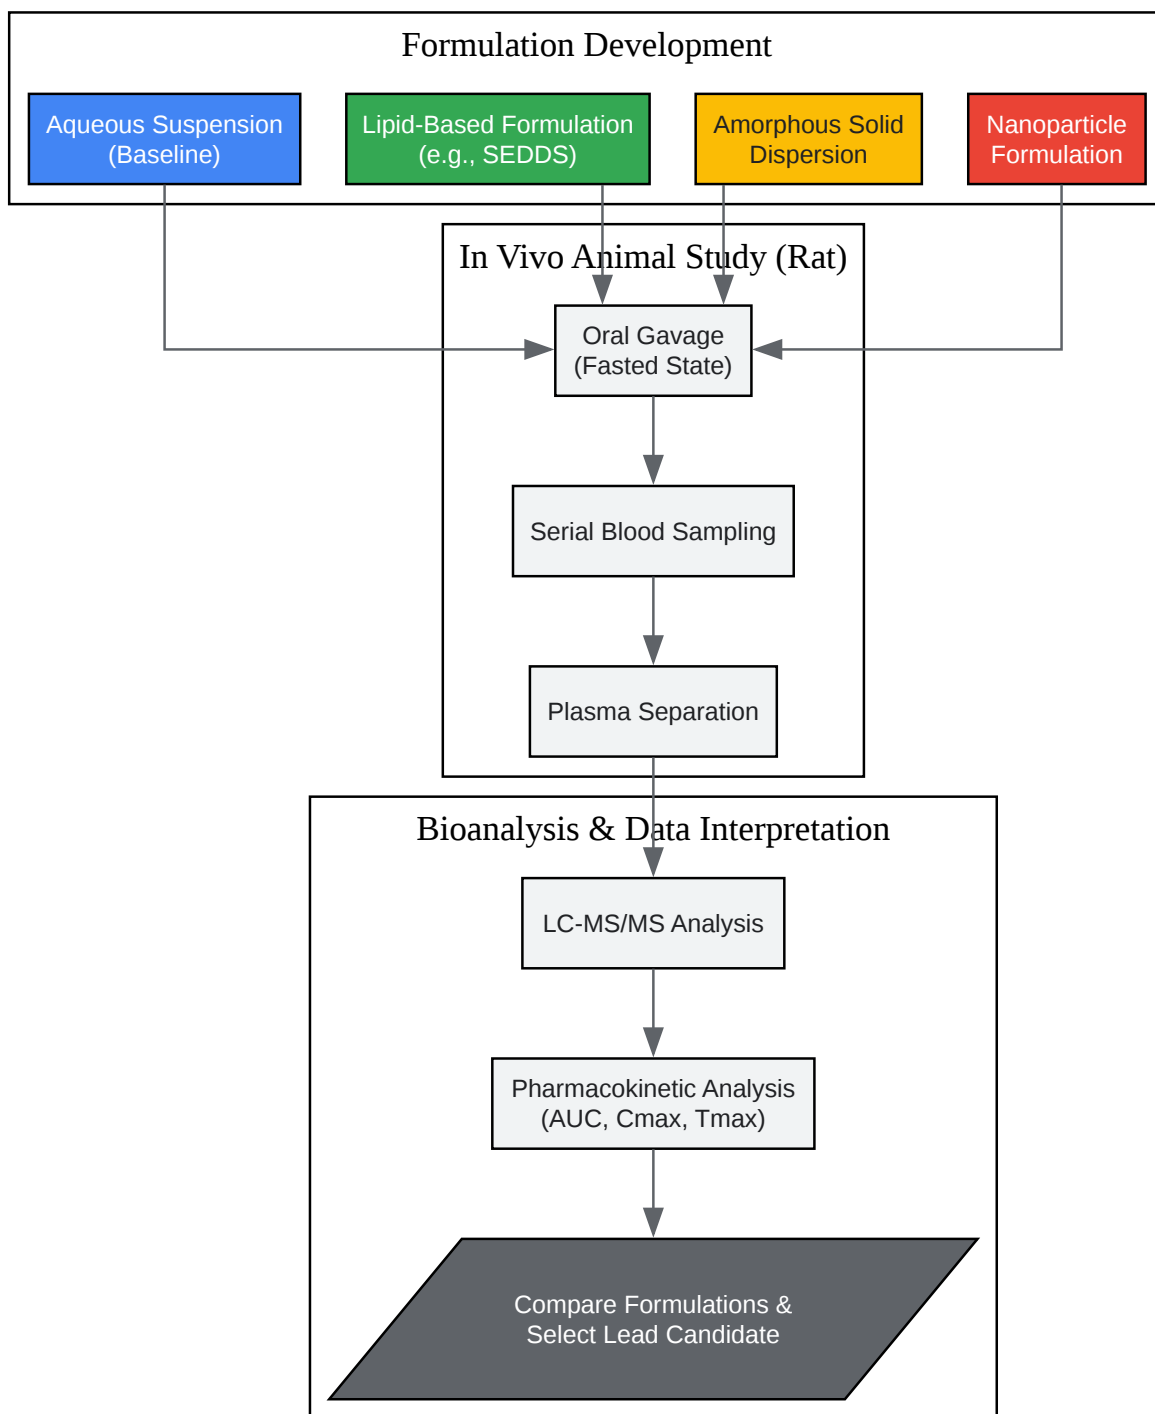 Formulation Development
Aqueous Suspension
(Baseline)
Lipid-Based Formulation
(e.g., SEDDS)
Amorphous Solid
Dispersion
Nanoparticle
Formulation
In Vivo Animal Study (Rat)
Oral Gavage
(Fasted State)
Serial Blood Sampling
Plasma Separation
Bioanalysis & Data Interpretation
LC-MS/MS Analysis
Pharmacokinetic Analysis
(AUC, Cmax, Tmax)
Compare Formulations &
Select Lead Candidate